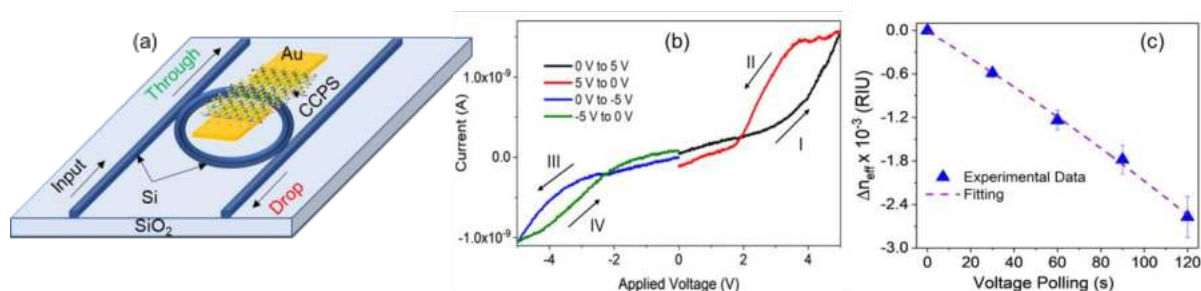 (a)
Au
Through
CCPS
Input
Si
Drop
SiO₂
(b)
Current (A)
1.0x10⁻⁹
0.0
-1.0x10⁻⁹
0 V to 5 V
5 V to 0 V
0 V to -5 V
-5 V to 0 V
II
I
III
IV
-4 -2 0 2 4
Applied Voltage (V)
(c)
Δn_eff x 10⁻³ (RIU)
0.0
-0.6
-1.2
-1.8
-2.4
-3.0
Experimental Data
Fitting
0 20 40 60 80 100 120
Voltage Polling (s)